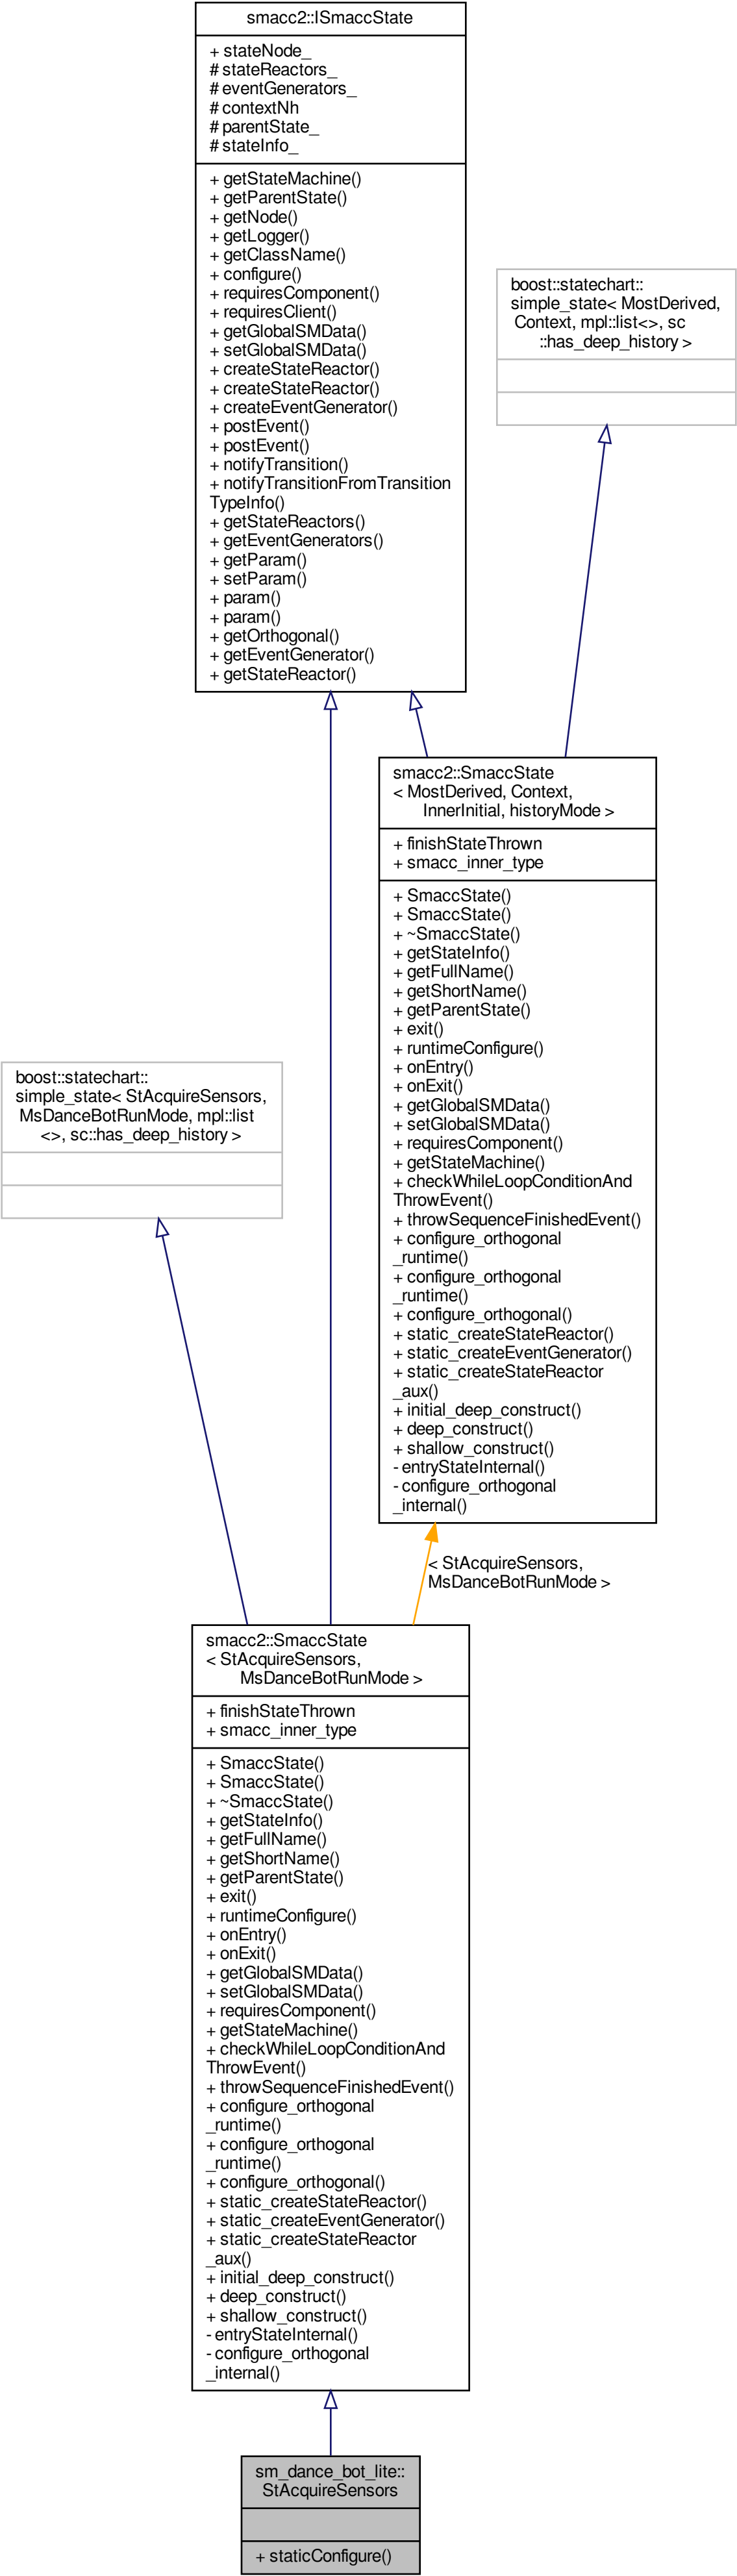 smacc2::ISmaccState
+ stateNode_
# stateReactors_
# eventGenerators_
# contextNh
# parentState_
# stateInfo_
+ getStateMachine()
+ getParentState()
+ getNode()
+ getLogger()
+ getClassName()
+ configure()
+ requiresComponent()
+ requiresClient()
+ getGlobalSMData()
+ setGlobalSMData()
+ createStateReactor()
+ createStateReactor()
+ createEventGenerator()
+ postEvent()
+ postEvent()
+ notifyTransition()
+ notifyTransitionFromTransition
TypeInfo()
+ getStateReactors()
+ getEventGenerators()
+ getParam()
+ setParam()
+ param()
+ param()
+ getOrthogonal()
+ getEventGenerator()
+ getStateReactor()
boost::statechart::
simple_state< MostDerived,
Context, mpl::list<>, sc
::has_deep_history >
smacc2::SmaccState
< MostDerived, Context,
InnerInitial, historyMode >
+ finishStateThrown
+ smacc_inner_type
+ SmaccState()
+ SmaccState()
+ ~SmaccState()
+ getStateInfo()
+ getFullName()
+ getShortName()
+ getParentState()
+ exit()
+ runtimeConfigure()
+ onEntry()
+ onExit()
+ getGlobalSMData()
+ setGlobalSMData()
+ requiresComponent()
+ getStateMachine()
+ checkWhileLoopConditionAnd
ThrowEvent()
+ throwSequenceFinishedEvent()
+ configure_orthogonal
_runtime()
+ configure_orthogonal
_runtime()
+ configure_orthogonal()
+ static_createStateReactor()
+ static_createEventGenerator()
+ static_createStateReactor
_aux()
+ initial_deep_construct()
+ deep_construct()
+ shallow_construct()
- entryStateInternal()
- configure_orthogonal
_internal()
boost::statechart::
simple_state< StAcquireSensors,
MsDanceBotRunMode, mpl::list
<>, sc::has_deep_history >
< StAcquireSensors,
MsDanceBotRunMode >
smacc2::SmaccState
< StAcquireSensors,
MsDanceBotRunMode >
+ finishStateThrown
+ smacc_inner_type
+ SmaccState()
+ SmaccState()
+ ~SmaccState()
+ getStateInfo()
+ getFullName()
+ getShortName()
+ getParentState()
+ exit()
+ runtimeConfigure()
+ onEntry()
+ onExit()
+ getGlobalSMData()
+ setGlobalSMData()
+ requiresComponent()
+ getStateMachine()
+ checkWhileLoopConditionAnd
ThrowEvent()
+ throwSequenceFinishedEvent()
+ configure_orthogonal
_runtime()
+ configure_orthogonal
_runtime()
+ configure_orthogonal()
+ static_createStateReactor()
+ static_createEventGenerator()
+ static_createStateReactor
_aux()
+ initial_deep_construct()
+ deep_construct()
+ shallow_construct()
- entryStateInternal()
- configure_orthogonal
_internal()
sm_dance_bot_lite::
StAcquireSensors
+ staticConfigure()